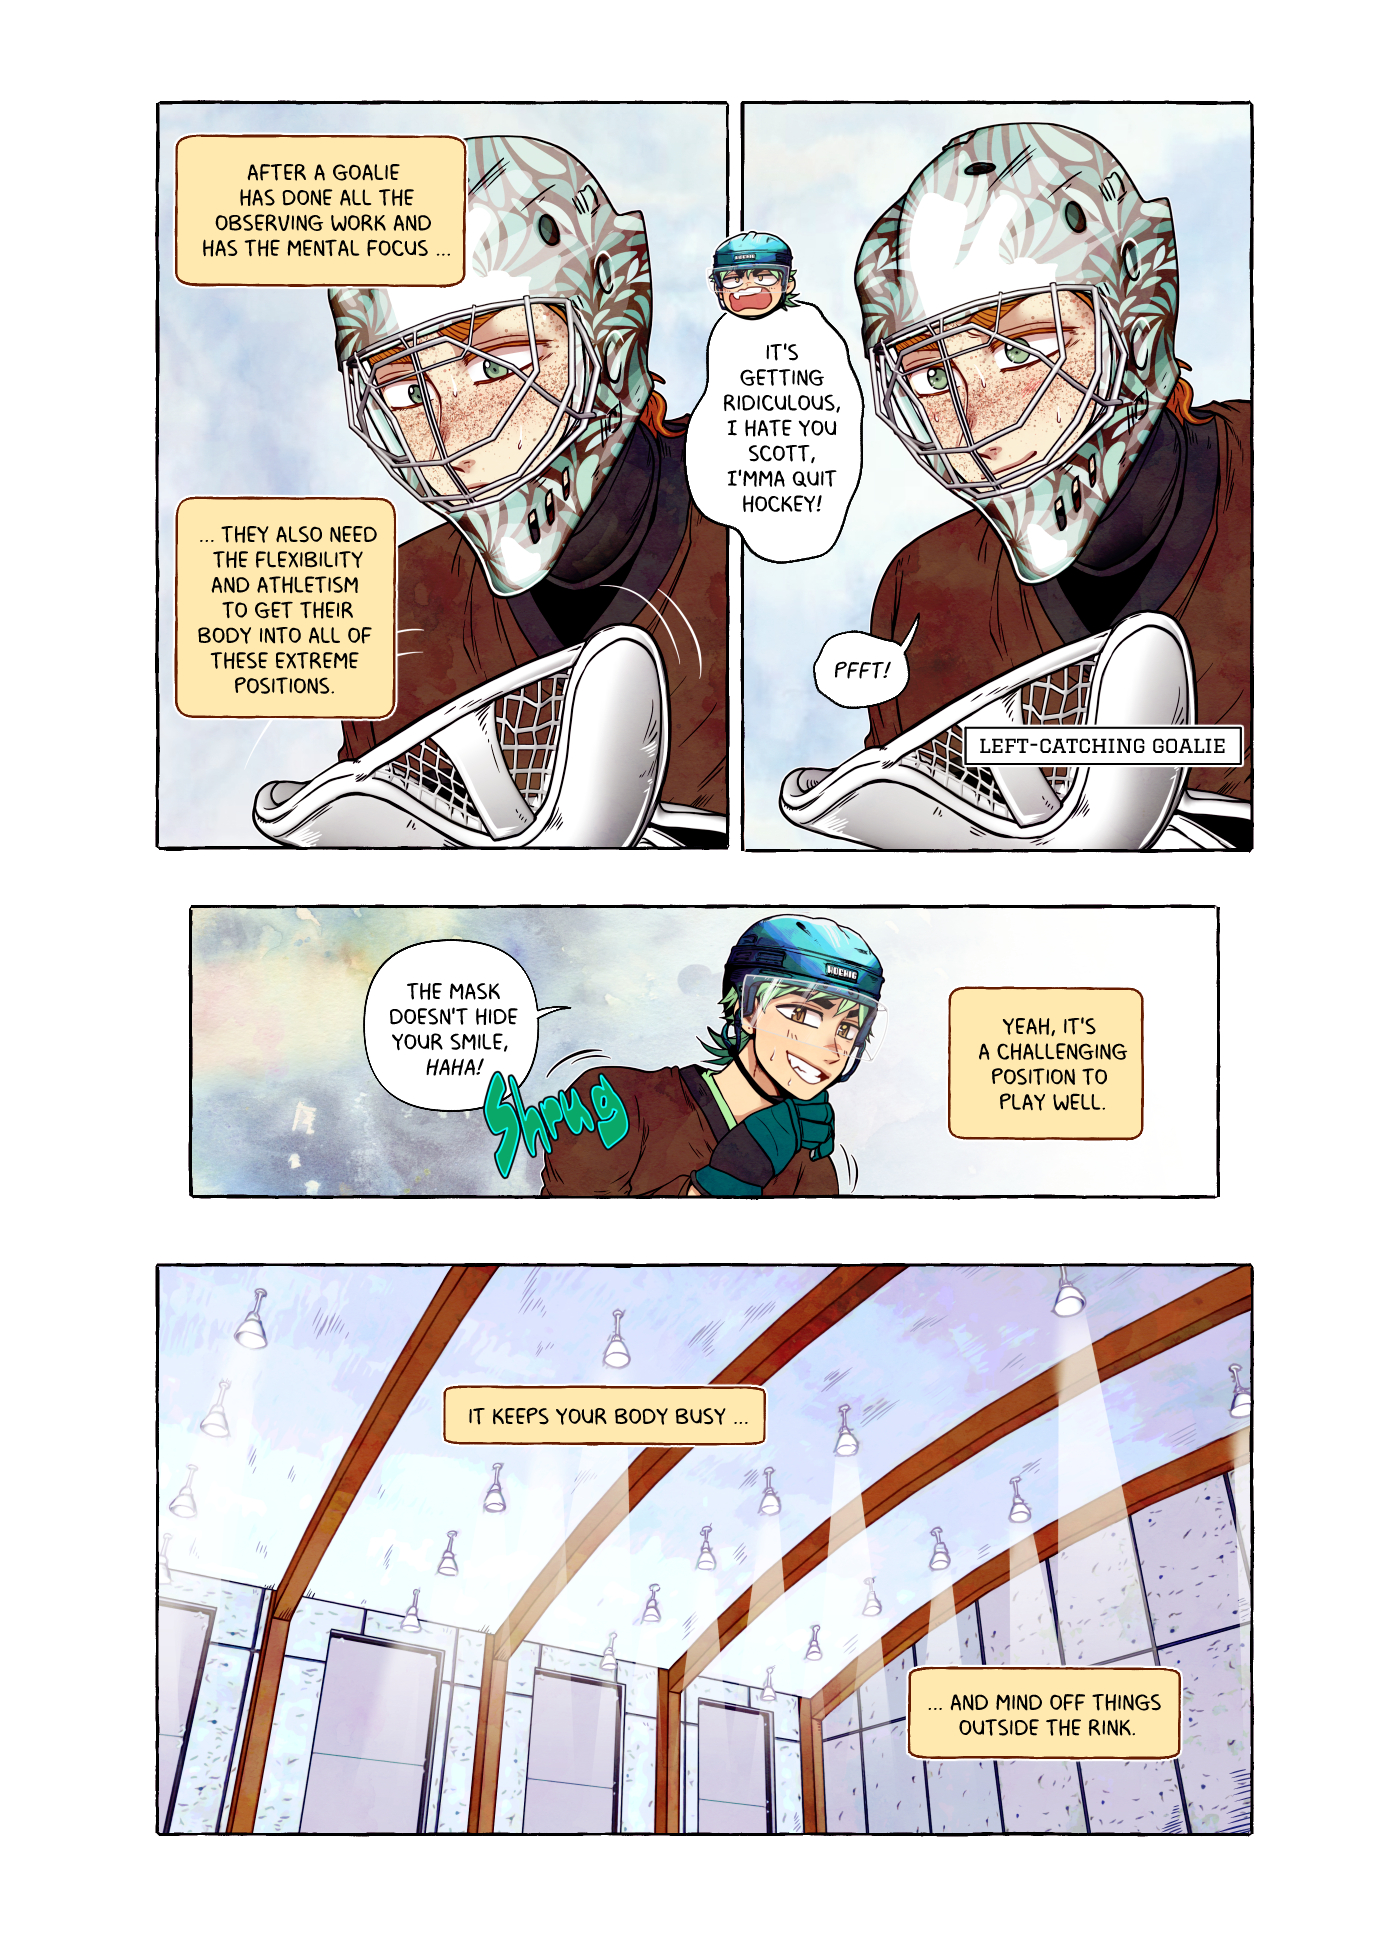 AFTER A GOALIE
HAS DONE ALL THE
OBSERVING WORK AND
HAS THE MENTAL FOCUS ...
... THEY ALSO NEED
THE FLEXIBILITY
AND ATHLETISM
TO GET THEIR
BODY INTO ALL OF
THESE EXTREME
POSITIONS.
IT'S
GETTING
RIDICULOUS,
I HATE YOU
SCOTT,
I'MMA QUIT
HOCKEY!
PFFT!
LEFT-CATCHING GOALIE
THE MASK
DOESN'T HIDE
YOUR SMILE,
HAHA!
Shrug
YEAH, IT'S
A CHALLENGING
POSITION TO
PLAY WELL.
IT KEEPS YOUR BODY BUSY ...
... AND MIND OFF THINGS
OUTSIDE THE RINK.